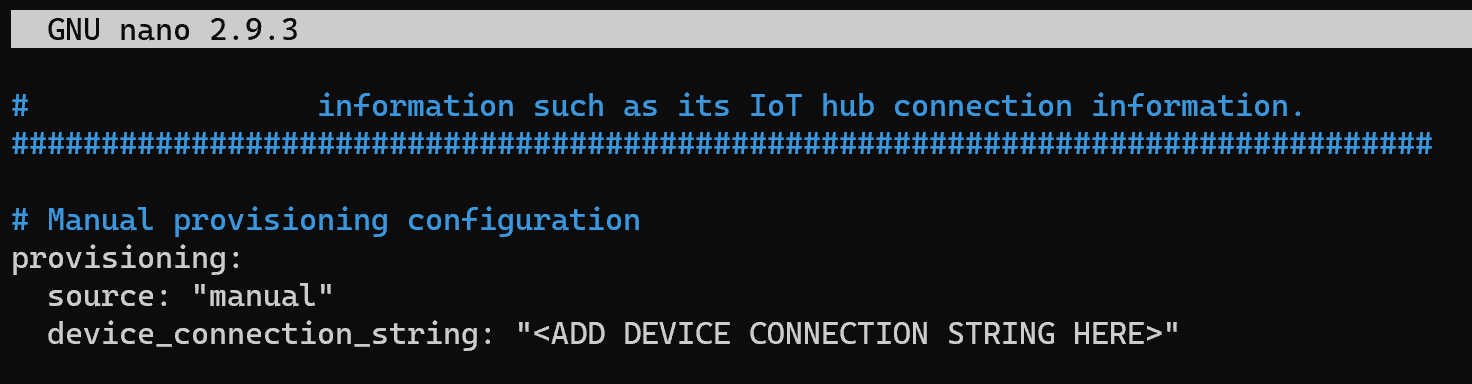 GNU nano 2.9.3
#                information such as its IoT hub connection information.
###############################################################################
# Manual provisioning configuration
provisioning:
  source: "manual"
  device_connection_string: "<ADD DEVICE CONNECTION STRING HERE>"